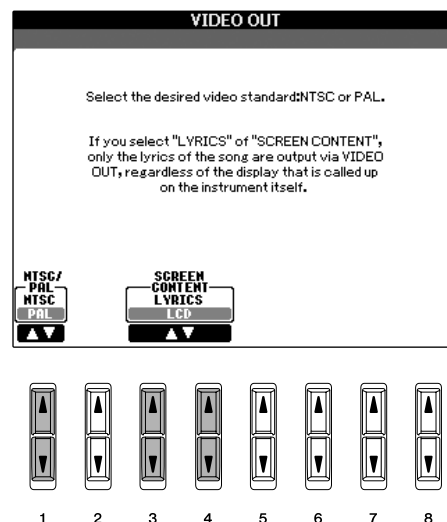 VIDEO OUT
Select the desired video standard:NTSC or PAL.
If you select "LYRICS" of "SCREEN CONTENT",
only the lyrics of the song are output via VIDEO
OUT, regardless of the display that is called up
on the instrument itself.
NTSC/
PAL
NTSC
PAL
SCREEN
CONTENT
LYRICS
LCD
1 2 3 4 5 6 7 8